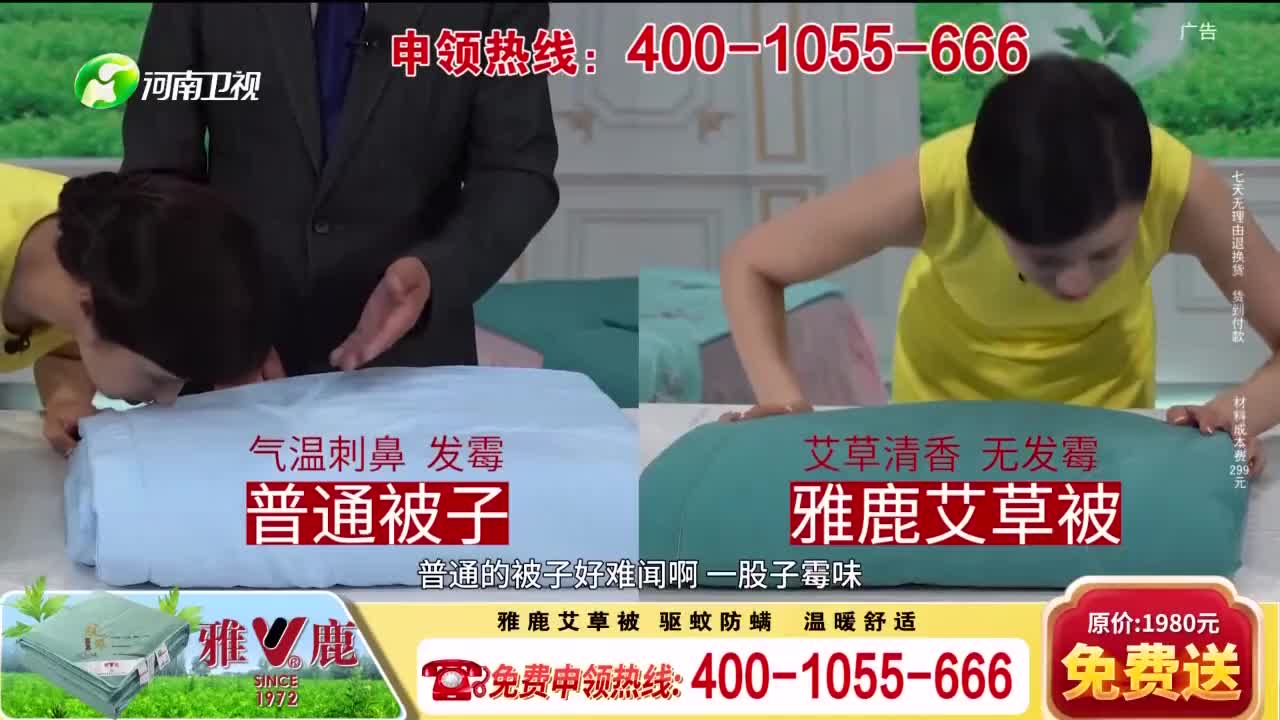 申领热线：400-1055-666
广告
河南卫视
七天无理由退换货 货到付款 材料成本费299元
气温刺鼻 发霉
普通被子
艾草清香 无发霉
雅鹿艾草被
普通的被子好难闻啊 一股子霉味
雅鹿艾草被 驱蚊防螨 温暖舒适
雅鹿
®
SINCE
1972
免费申领热线:400-1055-666
原价:1980元
免费送